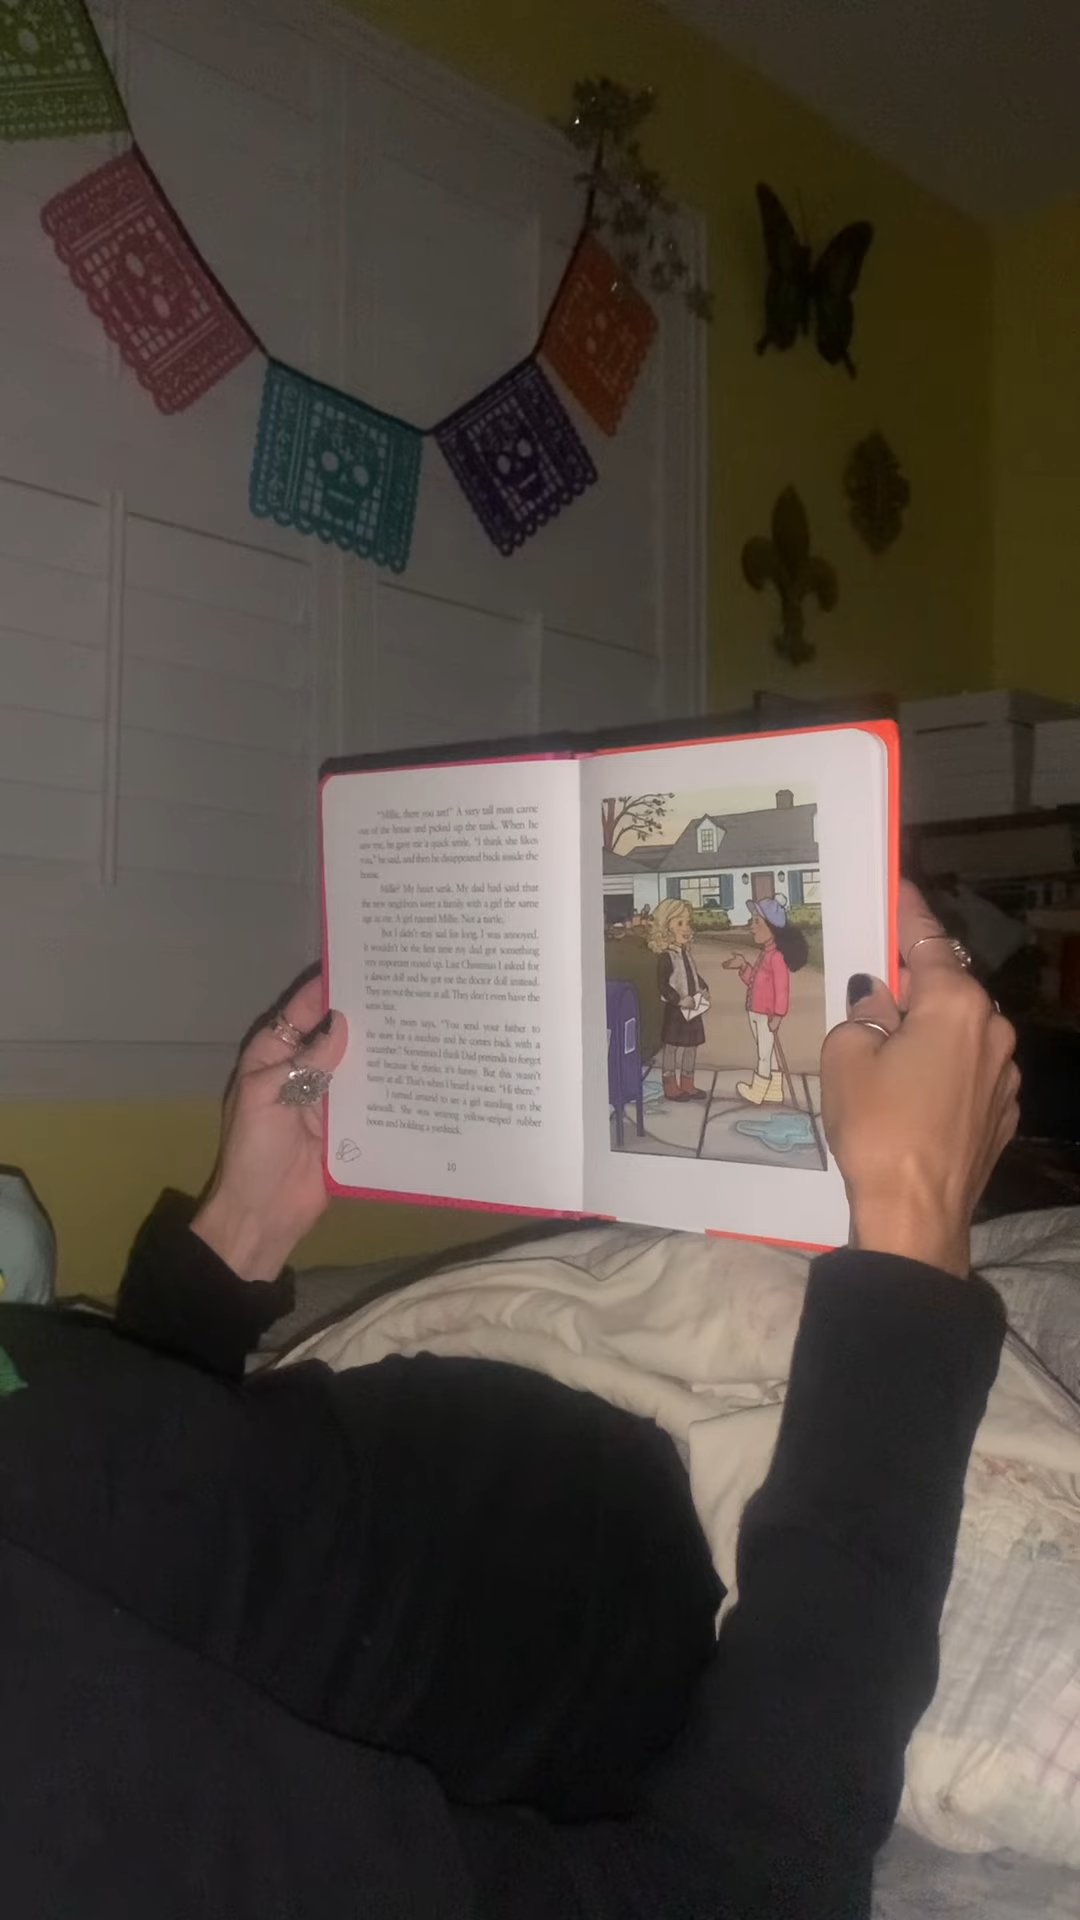 "Millie, there you are!" A very tall man came
out of the house and picked up the tank. When he
saw me, he gave me a quick smile. "I think she likes
you," he said, and then he disappeared back inside the
house.
Millie? My heart sank. My dad had said that
the new neighbors were a family with a girl the same
age as me. A girl named Millie. Not a turtle.
But I didn't stay sad for long. I was annoyed.
It wouldn't be the first time my dad got something
very important mixed up. Last Christmas I asked for
a dancer doll and he got me the doctor doll instead.
They are not the same at all. They don't even have the
same hair.
My mom says, "You send your father to
the store for a and he comes back with a
cucumber." Sometimes I think Dad pretends to forget
stuff because he thinks it's funny. But this wasn't
funny at all. That's when I heard a voice. "Hi there."
I turned around to see a girl standing on the
sidewalk. She was wearing yellow-striped rubber
boots and holding a yardstick.
10